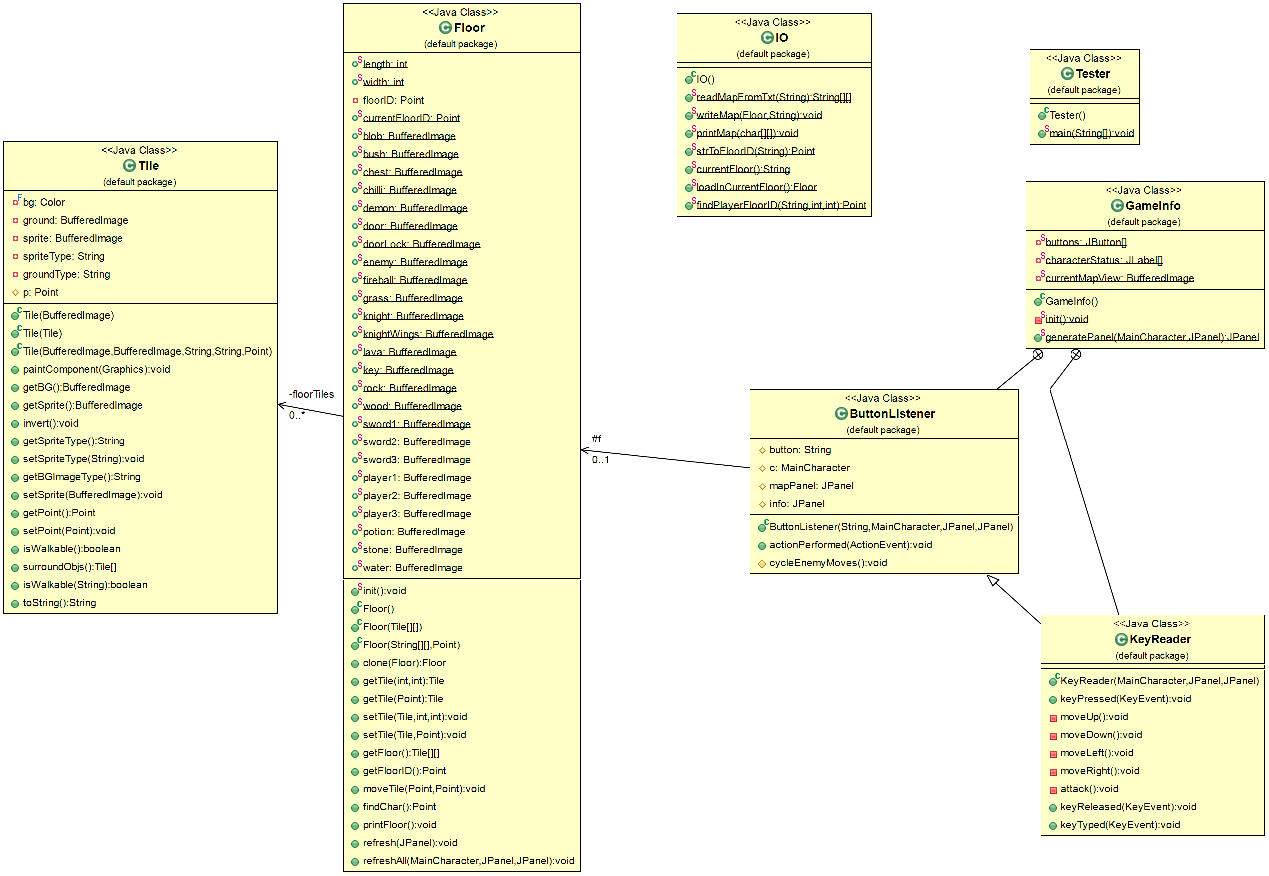 <<Java Class>>
Tile
(default package)
bg: Color
ground: BufferedImage
sprite: BufferedImage
spriteType: String
groundType: String
p: Point
Tile(BufferedImage)
Tile(Tile)
Tile(BufferedImage,BufferedImage,String,String,Point)
paintComponent(Graphics):void
getBG():BufferedImage
getSprite():BufferedImage
invert():void
getSpriteType():String
setSpriteType(String):void
getBGImageType():String
setSprite(BufferedImage):void
getPoint():Point
setPoint(Point):void
isWalkable():boolean
surroundObjs():Tile[]
isWalkable(String):boolean
toString():String
-floorTiles
0..*
<<Java Class>>
Floor
(default package)
length: int
width: int
floorID: Point
currentFloorID: Point
blob: BufferedImage
bush: BufferedImage
chest: BufferedImage
chilli: BufferedImage
demon: BufferedImage
door: BufferedImage
doorLock: BufferedImage
enemy: BufferedImage
fireball: BufferedImage
grass: BufferedImage
knight: BufferedImage
knightWings: BufferedImage
lava: BufferedImage
key: BufferedImage
rock: BufferedImage
wood: BufferedImage
sword1: BufferedImage
sword2: BufferedImage
sword3: BufferedImage
player1: BufferedImage
player2: BufferedImage
player3: BufferedImage
potion: BufferedImage
stone: BufferedImage
water: BufferedImage
init():void
Floor()
Floor(Tile[][])
Floor(String[][],Point)
clone(Floor):Floor
getTile(int,int):Tile
getTile(Point):Tile
setTile(Tile,int,int):void
setTile(Tile,Point):void
getFloor():Tile[][]
getFloorID():Point
moveTile(Point,Point):void
findChar():Point
printFloor():void
refresh(JPanel):void
refreshAll(MainCharacter,JPanel,JPanel):void
#f
0..1
<<Java Class>>
IO
(default package)
IO()
readMapFromTxt(String):String[][]
writeMap(Floor,String):void
printMap(char[][]):void
strToFloorID(String):Point
currentFloor():String
loadInCurrentFloor():Floor
findPlayerFloorID(String,int,int):Point
<<Java Class>>
Tester
(default package)
Tester()
main(String[]):void
<<Java Class>>
GameInfo
(default package)
buttons: JButton[]
characterStatus: JLabel[]
currentMapView: BufferedImage
GameInfo()
init():void
generatePanel(MainCharacter,JPanel):JPanel
<<Java Class>>
ButtonListener
(default package)
button: String
c: MainCharacter
mapPanel: JPanel
info: JPanel
ButtonListener(String,MainCharacter,JPanel,JPanel)
actionPerformed(ActionEvent):void
cycleEnemyMoves():void
<<Java Class>>
KeyReader
(default package)
KeyReader(MainCharacter,JPanel,JPanel)
keyPressed(KeyEvent):void
moveUp():void
moveDown():void
moveLeft():void
moveRight():void
attack():void
keyReleased(KeyEvent):void
keyTyped(KeyEvent):void